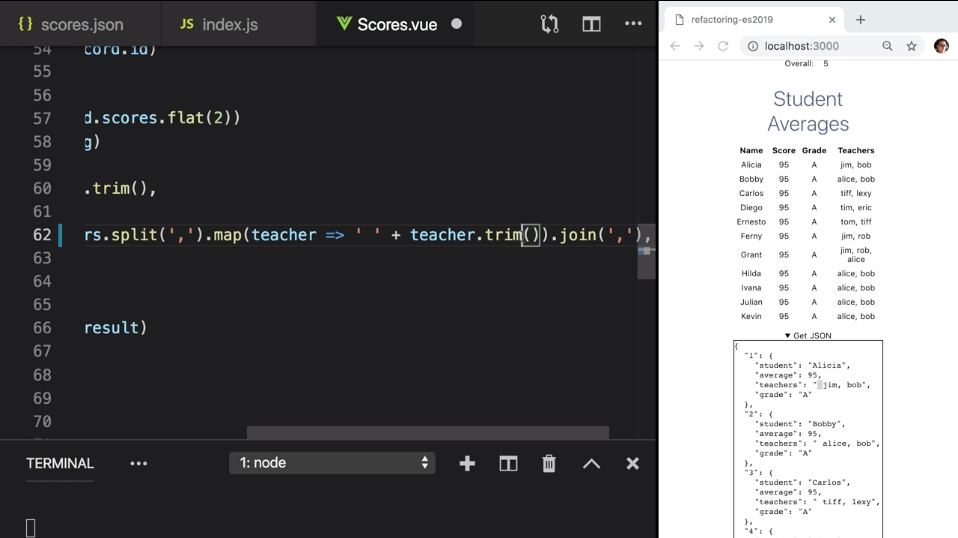 { } scores.json
JS index.js
Scores.vue
refactoring-es2019
localhost:3000
54 cord.id)
55
56
57 d.scores.flat(2))
58 g)
59
60 .trim(),
61
62 rs.split(',').map(teacher => ' ' + teacher.trim()).join(','),
63
64
65
66 result)
67
68
69
70
TERMINAL
1: node
Overall: 5
Student
Averages
Name Score Grade Teachers
Alicia 95 A jim, bob
Bobby 95 A alice, bob
Carlos 95 A tiff, lexy
Diego 95 A tim, eric
Ernesto 95 A tom, tiff
Ferny 95 A jim, rob
Grant 95 A jim, rob,
alice
Hilda 95 A alice, bob
Ivana 95 A alice, bob
Julian 95 A alice, bob
Kevin 95 A alice, bob
▼ Get JSON
{
"1": {
"student": "Alicia",
"average": 95,
"teachers": " jim, bob",
"grade": "A"
},
"2": {
"student": "Bobby",
"average": 95,
"teachers": " alice, bob",
"grade": "A"
},
"3": {
"student": "Carlos",
"average": 95,
"teachers": " tiff, lexy",
"grade": "A"
},
"4": {